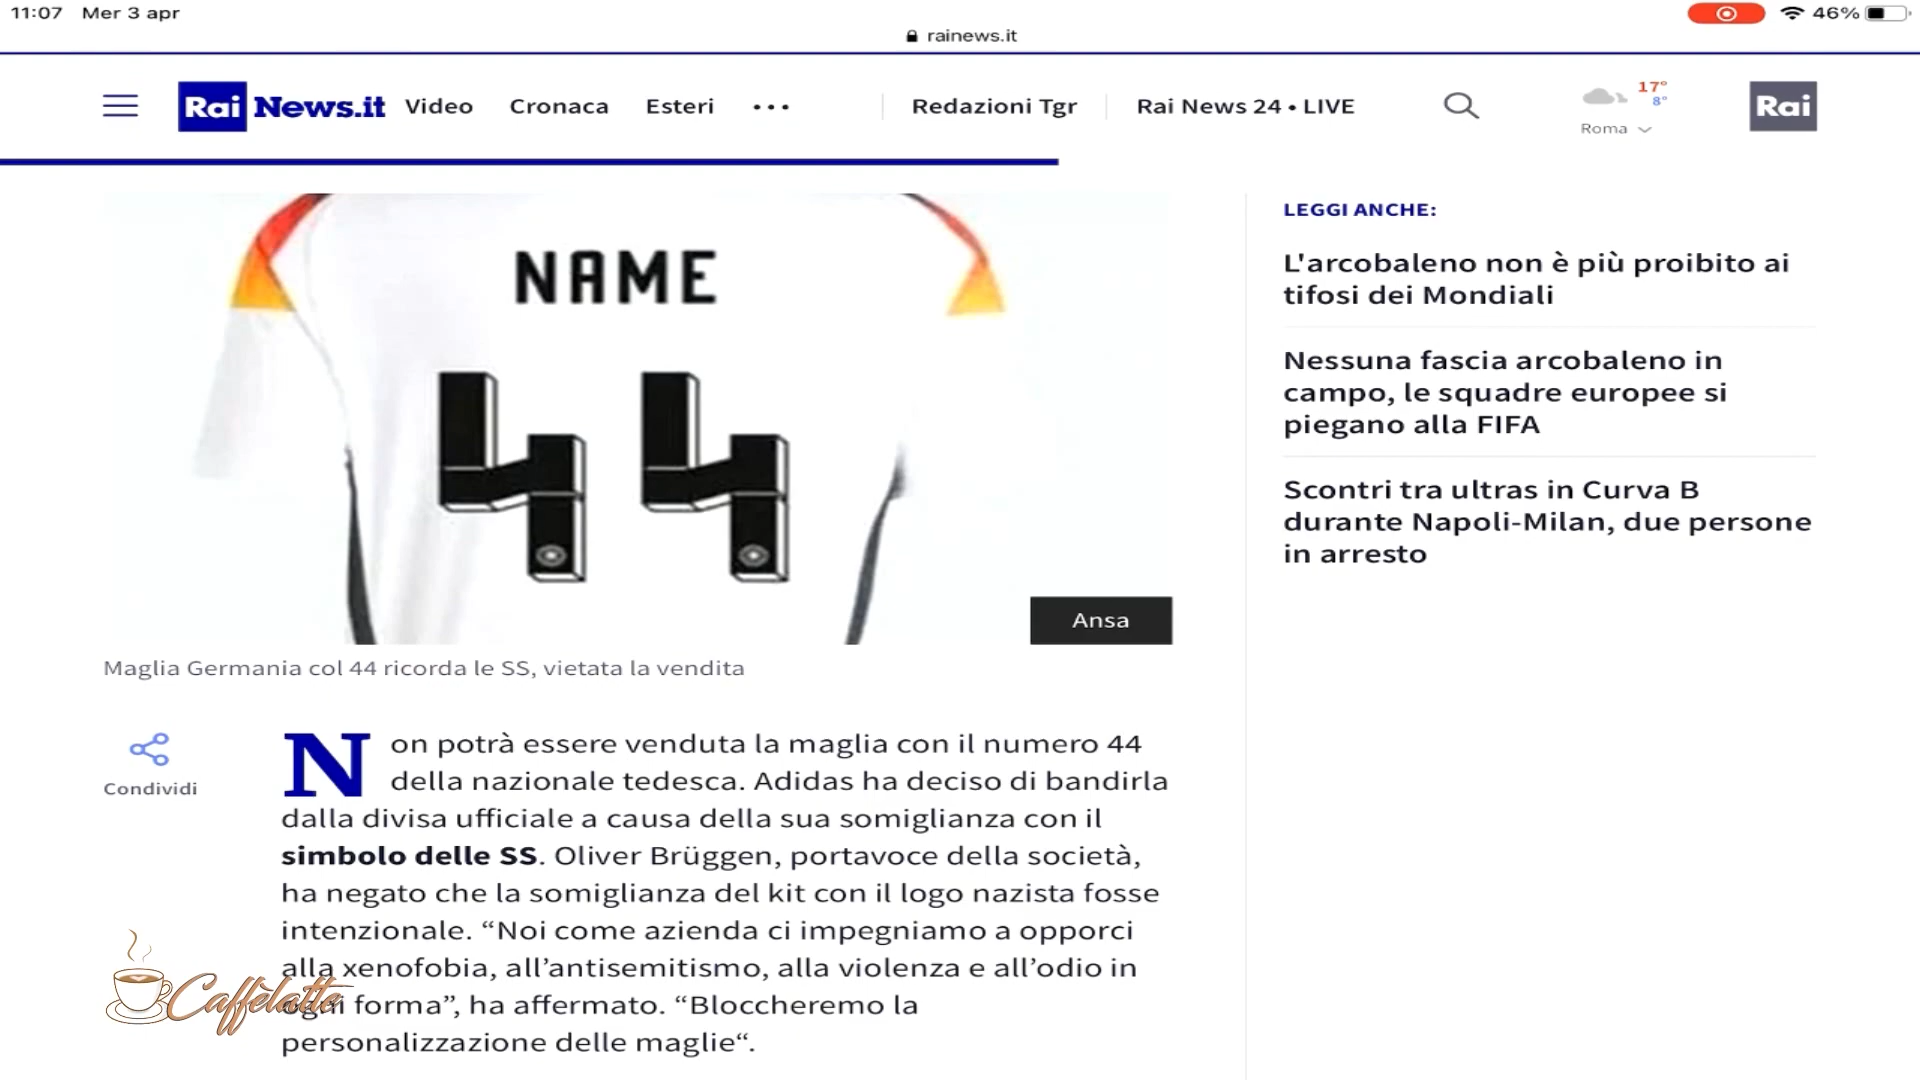 11:07 Mer 3 apr
46%
rainews.it
Rai News.it Video Cronaca Esteri ••• Redazioni Tgr Rai News 24 • LIVE
17°
8°
Roma
Rai
NAME
44
Ansa
Maglia Germania col 44 ricorda le SS, vietata la vendita
Condividi
Non potrà essere venduta la maglia con il numero 44
della nazionale tedesca. Adidas ha deciso di bandirla
dalla divisa ufficiale a causa della sua somiglianza con il
simbolo delle SS. Oliver Brüggen, portavoce della società,
ha negato che la somiglianza del kit con il logo nazista fosse
intenzionale. “Noi come azienda ci impegniamo a opporci
alla xenofobia, all’antisemitismo, alla violenza e all’odio in
ogni forma”, ha affermato. “Bloccheremo la
personalizzazione delle maglie“.
Caffèlatte
LEGGI ANCHE:
L'arcobaleno non è più proibito ai
tifosi dei Mondiali
Nessuna fascia arcobaleno in
campo, le squadre europee si
piegano alla FIFA
Scontri tra ultras in Curva B
durante Napoli-Milan, due persone
in arresto